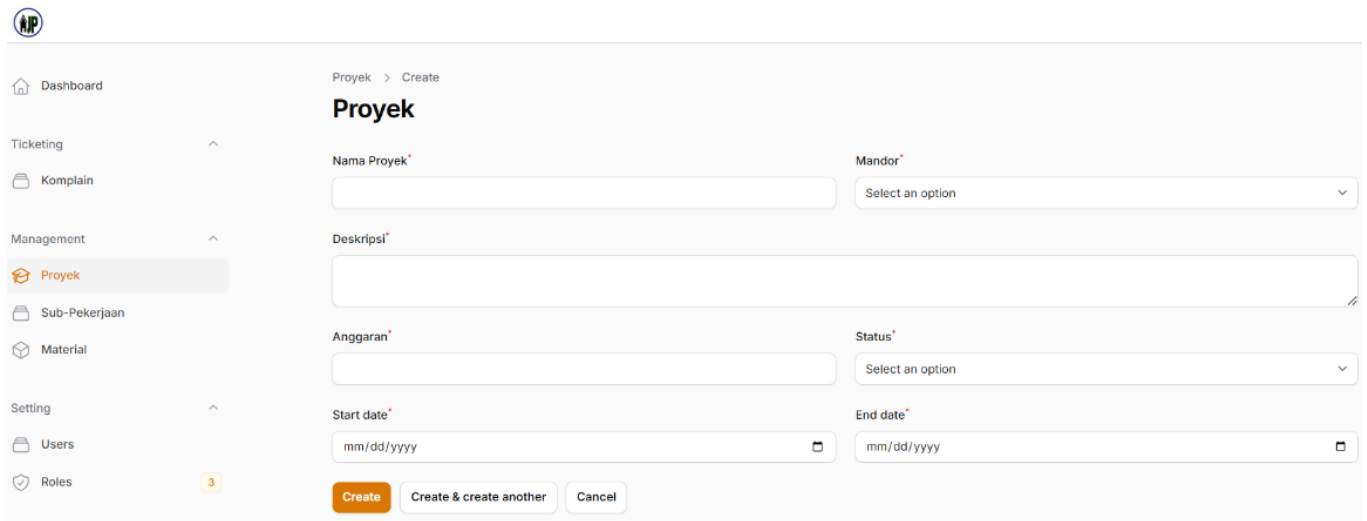 AJP
Dashboard
Ticketing
Komplain
Management
Proyek
Sub-Pekerjaan
Material
Setting
Users
Roles 3
Proyek > Create
Proyek
Nama Proyek* Mandor*
Select an option
Deskripsi*
Anggaran* Status*
Select an option
Start date* End date*
mm/dd/yyyy mm/dd/yyyy
Create Create & create another Cancel